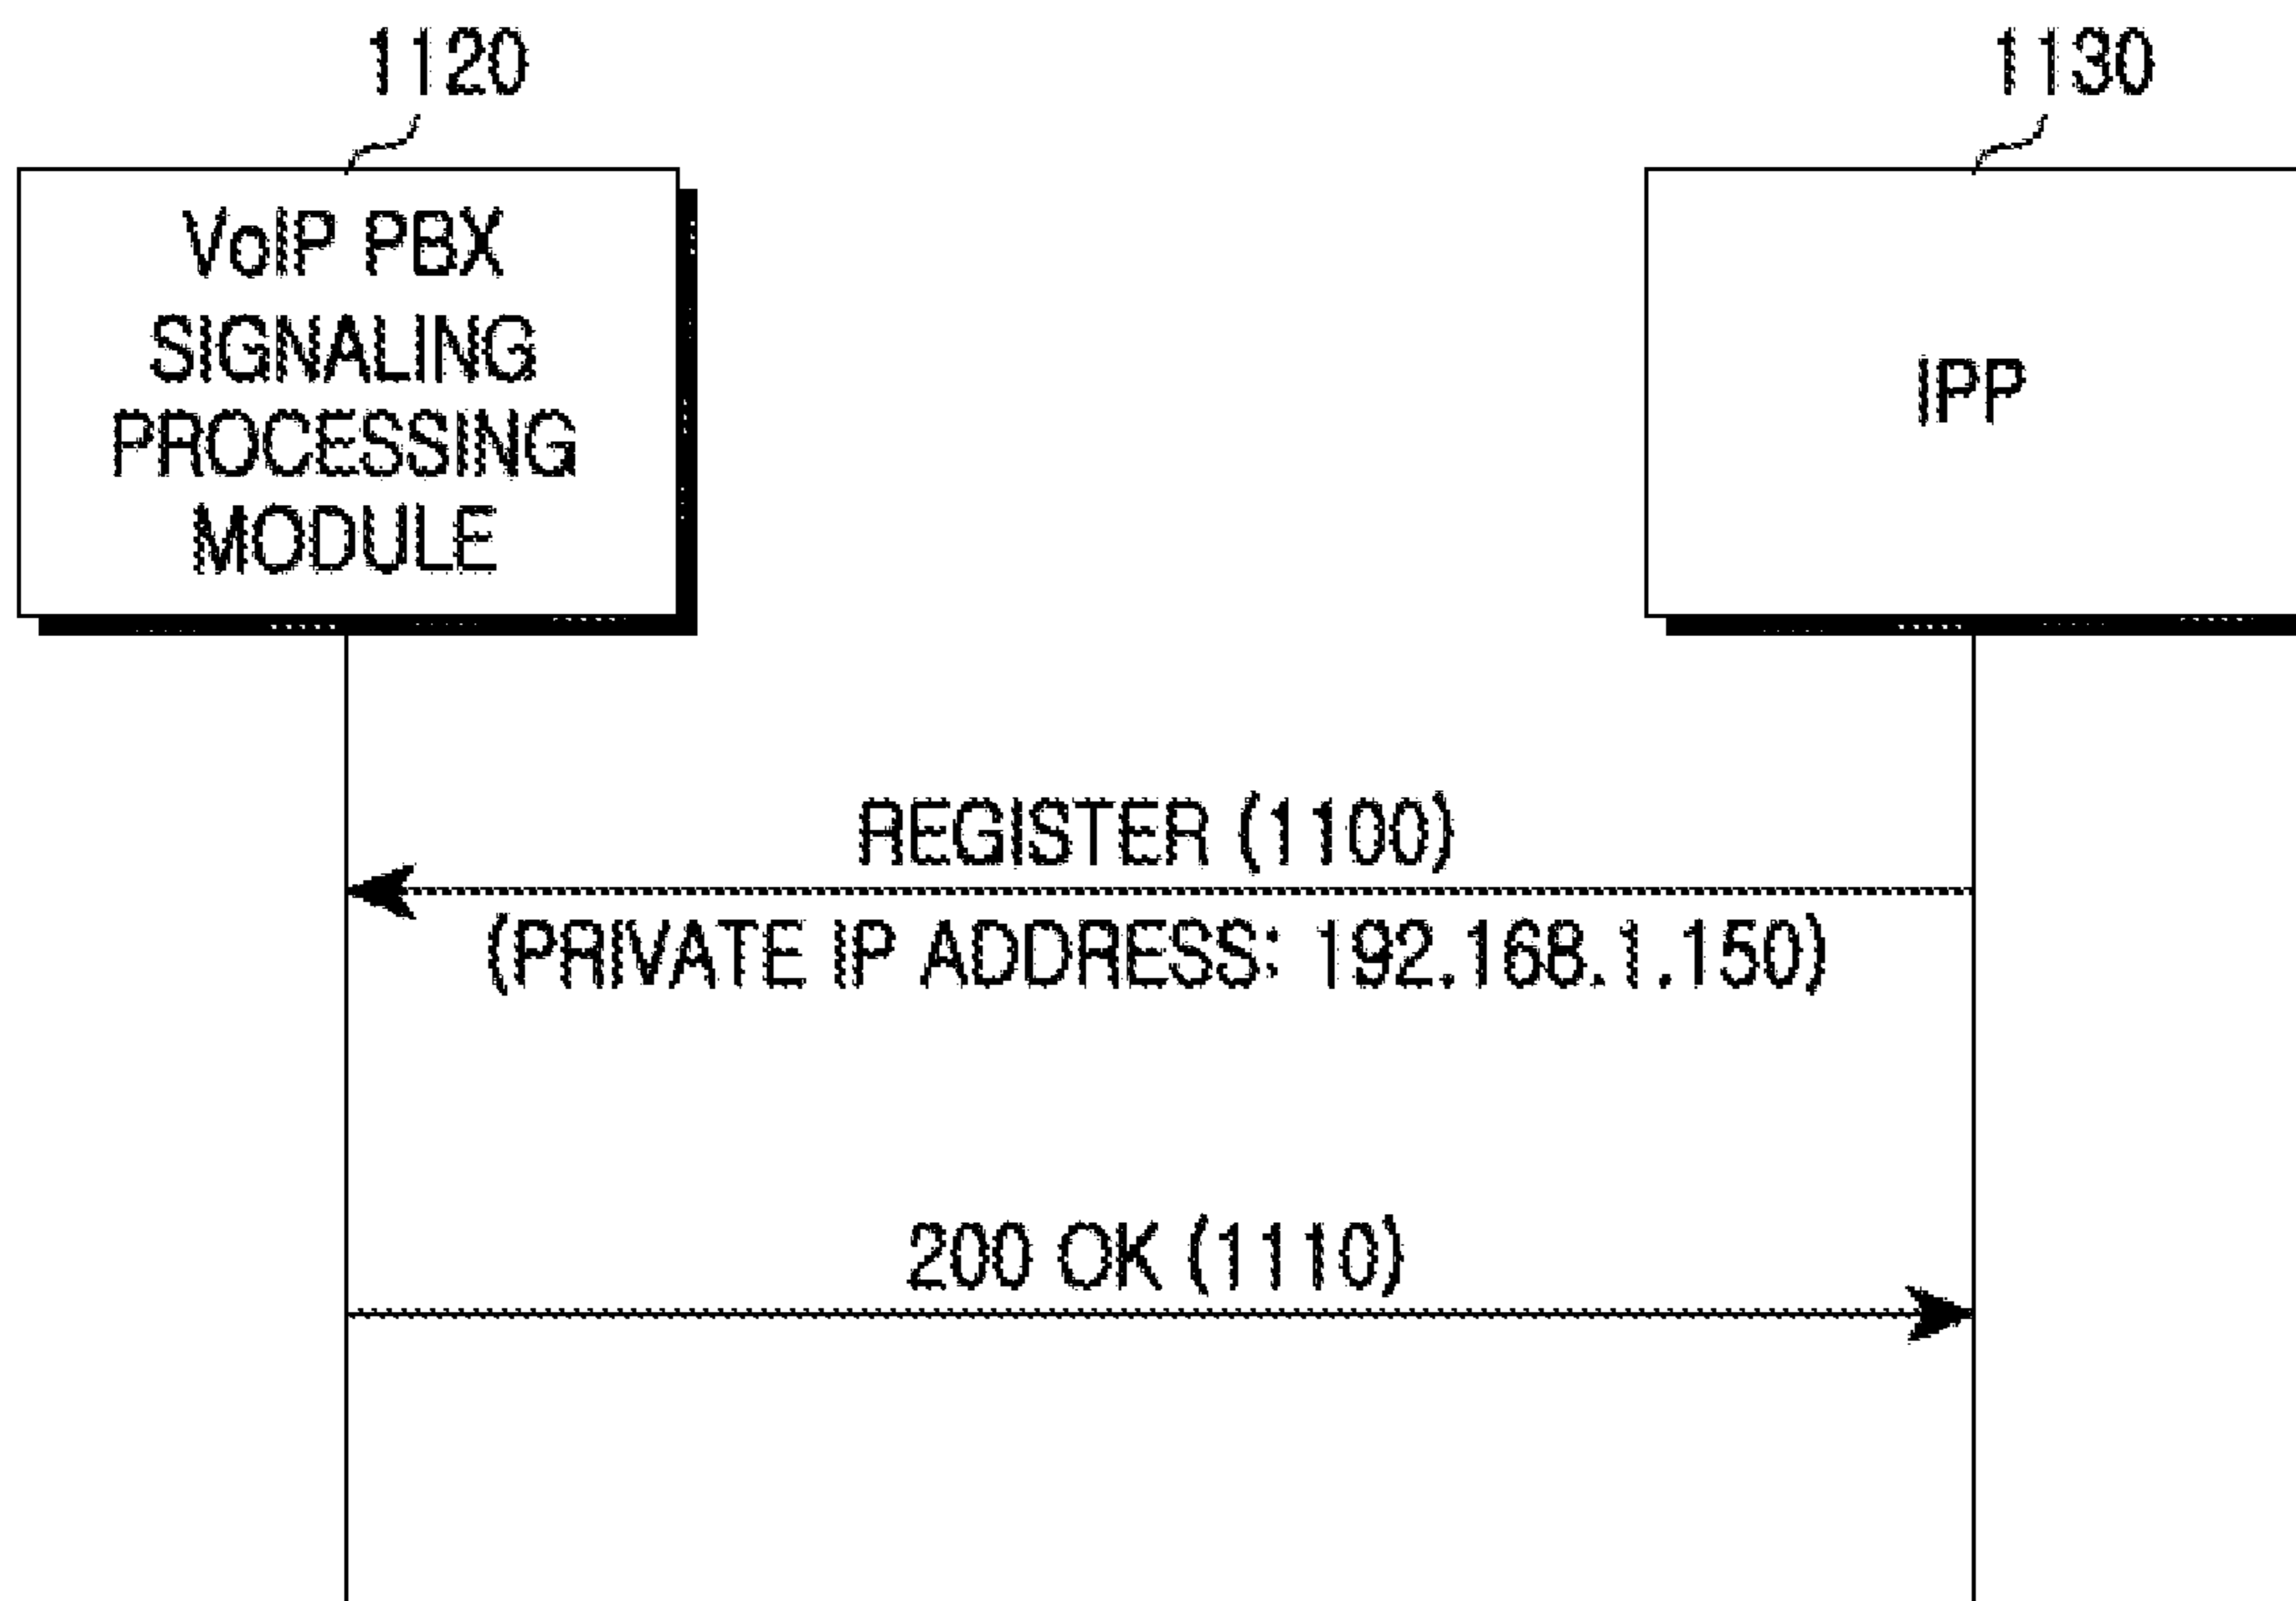 1120
1130
VoIP PBX
SIGNALING
PROCESSING
MODULE
IPP
REGISTER (1100)
(PRIVATE IP ADDRESS: 192.168.1.150)
200 OK (1110)